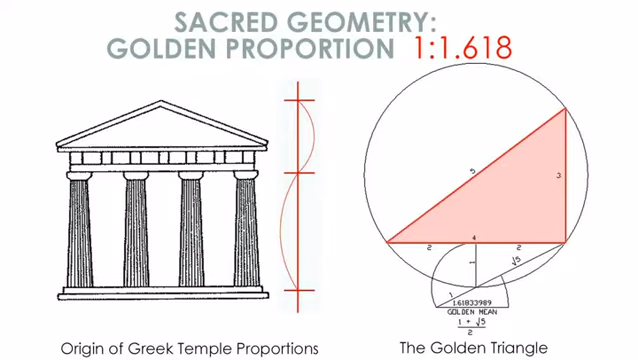 SACRED GEOMETRY:
GOLDEN PROPORTION 1:1.618
5
3
4
2 2
1
√5
1
1.61833989
GOLDEN MEAN
1 + √5
2
Origin of Greek Temple Proportions
The Golden Triangle